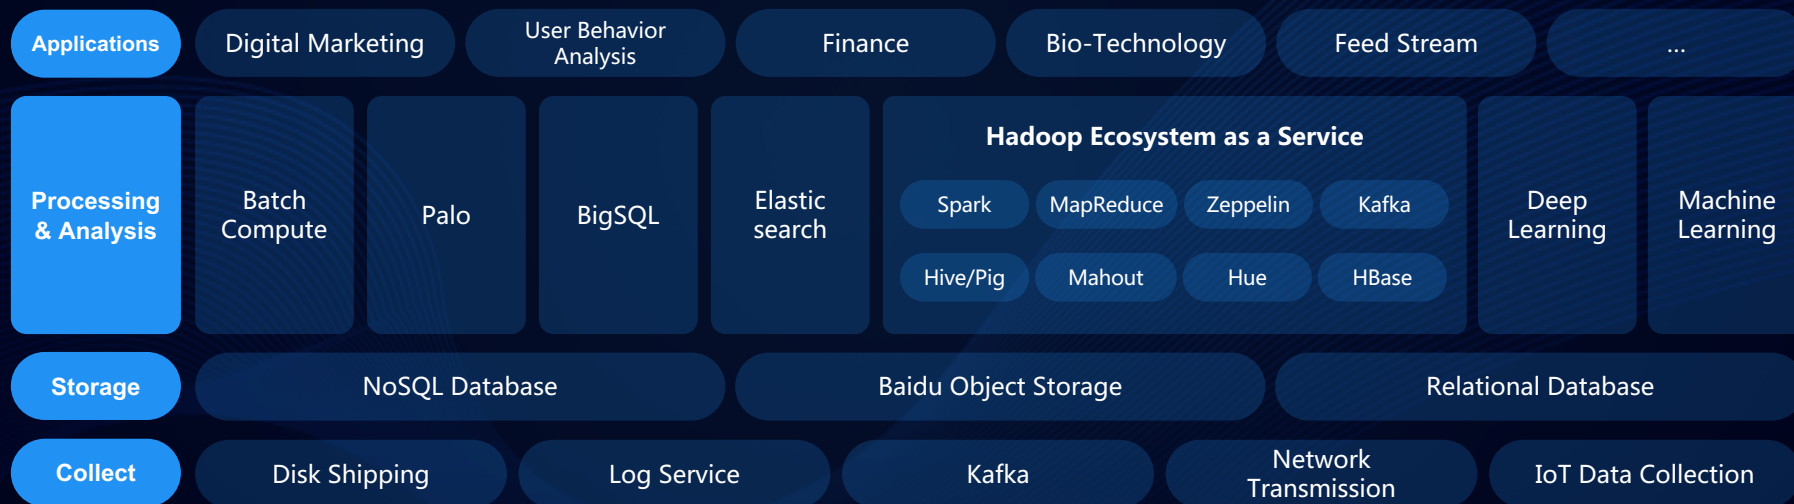 Applications
Digital Marketing
User Behavior
Analysis
Finance
Bio-Technology
Feed Stream
...
Processing
& Analysis
Batch
Compute
Palo
BigSQL
Elastic
search
Hadoop Ecosystem as a Service
Spark
MapReduce
Zeppelin
Kafka
Hive/Pig
Mahout
Hue
HBase
Deep
Learning
Machine
Learning
Storage
NoSQL Database
Baidu Object Storage
Relational Database
Collect
Disk Shipping
Log Service
Kafka
Network
Transmission
IoT Data Collection